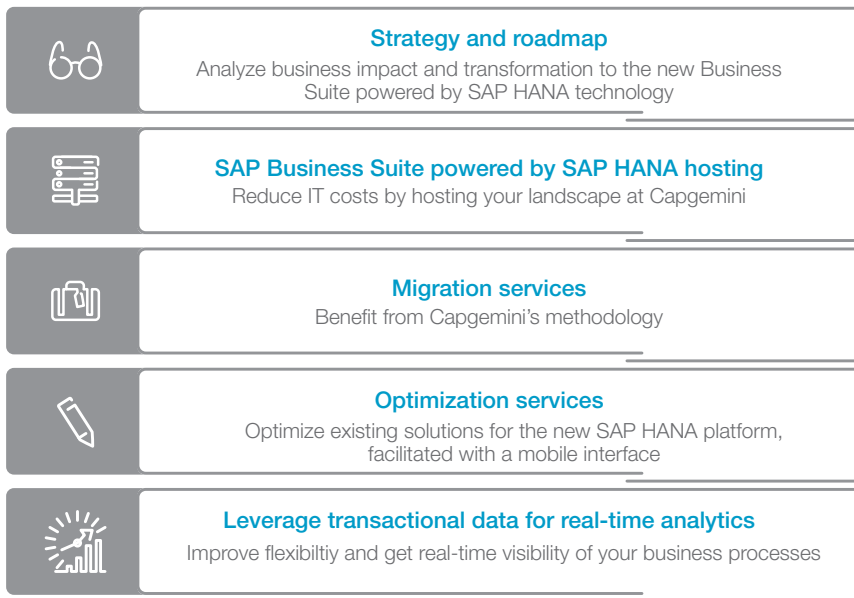 Strategy and roadmap
Analyze business impact and transformation to the new Business
Suite powered by SAP HANA technology
SAP Business Suite powered by SAP HANA hosting
Reduce IT costs by hosting your landscape at Capgemini
Migration services
Benefit from Capgemini's methodology
Optimization services
Optimize existing solutions for the new SAP HANA platform,
facilitated with a mobile interface
Leverage transactional data for real-time analytics
Improve flexibiltiy and get real-time visibility of your business processes